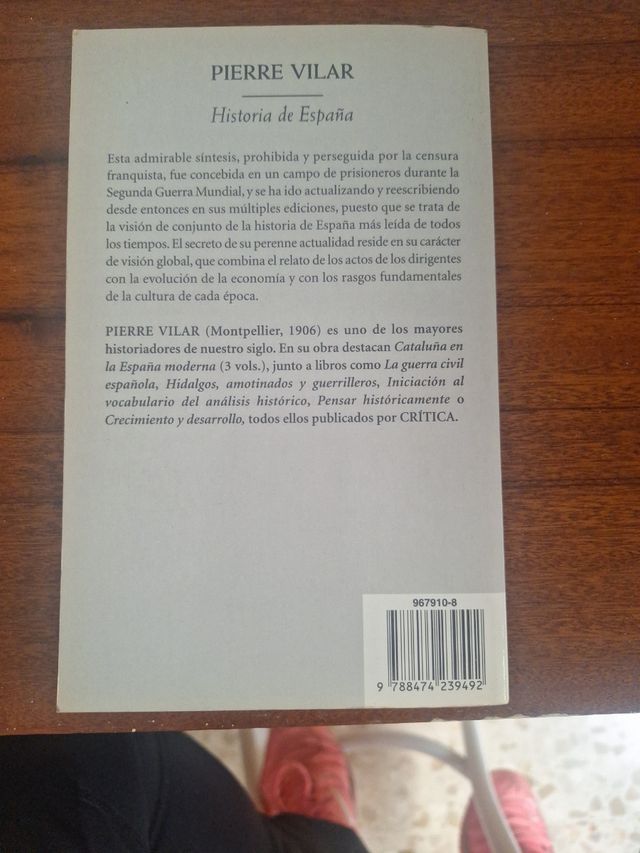 PIERRE VILAR
Historia de España
Esta admirable síntesis, prohibida y perseguida por la censura
franquista, fue concebida en un campo de prisioneros durante la
Segunda Guerra Mundial, y se ha ido actualizando y reescribiendo
desde entonces en sus múltiples ediciones, puesto que se trata de
la visión de conjunto de la historia de España más leída de todos
los tiempos. El secreto de su perenne actualidad reside en su carácter
de visión global, que combina el relato de los actos de los dirigentes
con la evolución de la economía y con los rasgos fundamentales
de la cultura de cada época.
PIERRE VILAR (Montpellier, 1906) es uno de los mayores
historiadores de nuestro siglo. En su obra destacan Cataluña en
la España moderna (3 vols.), junto a libros como La guerra civil
española, Hidalgos, amotinados y guerrilleros, Iniciación al
vocabulario del análisis histórico, Pensar históricamente o
Crecimiento y desarrollo, todos ellos publicados por CRÍTICA.
967910-8
9 788474 239492